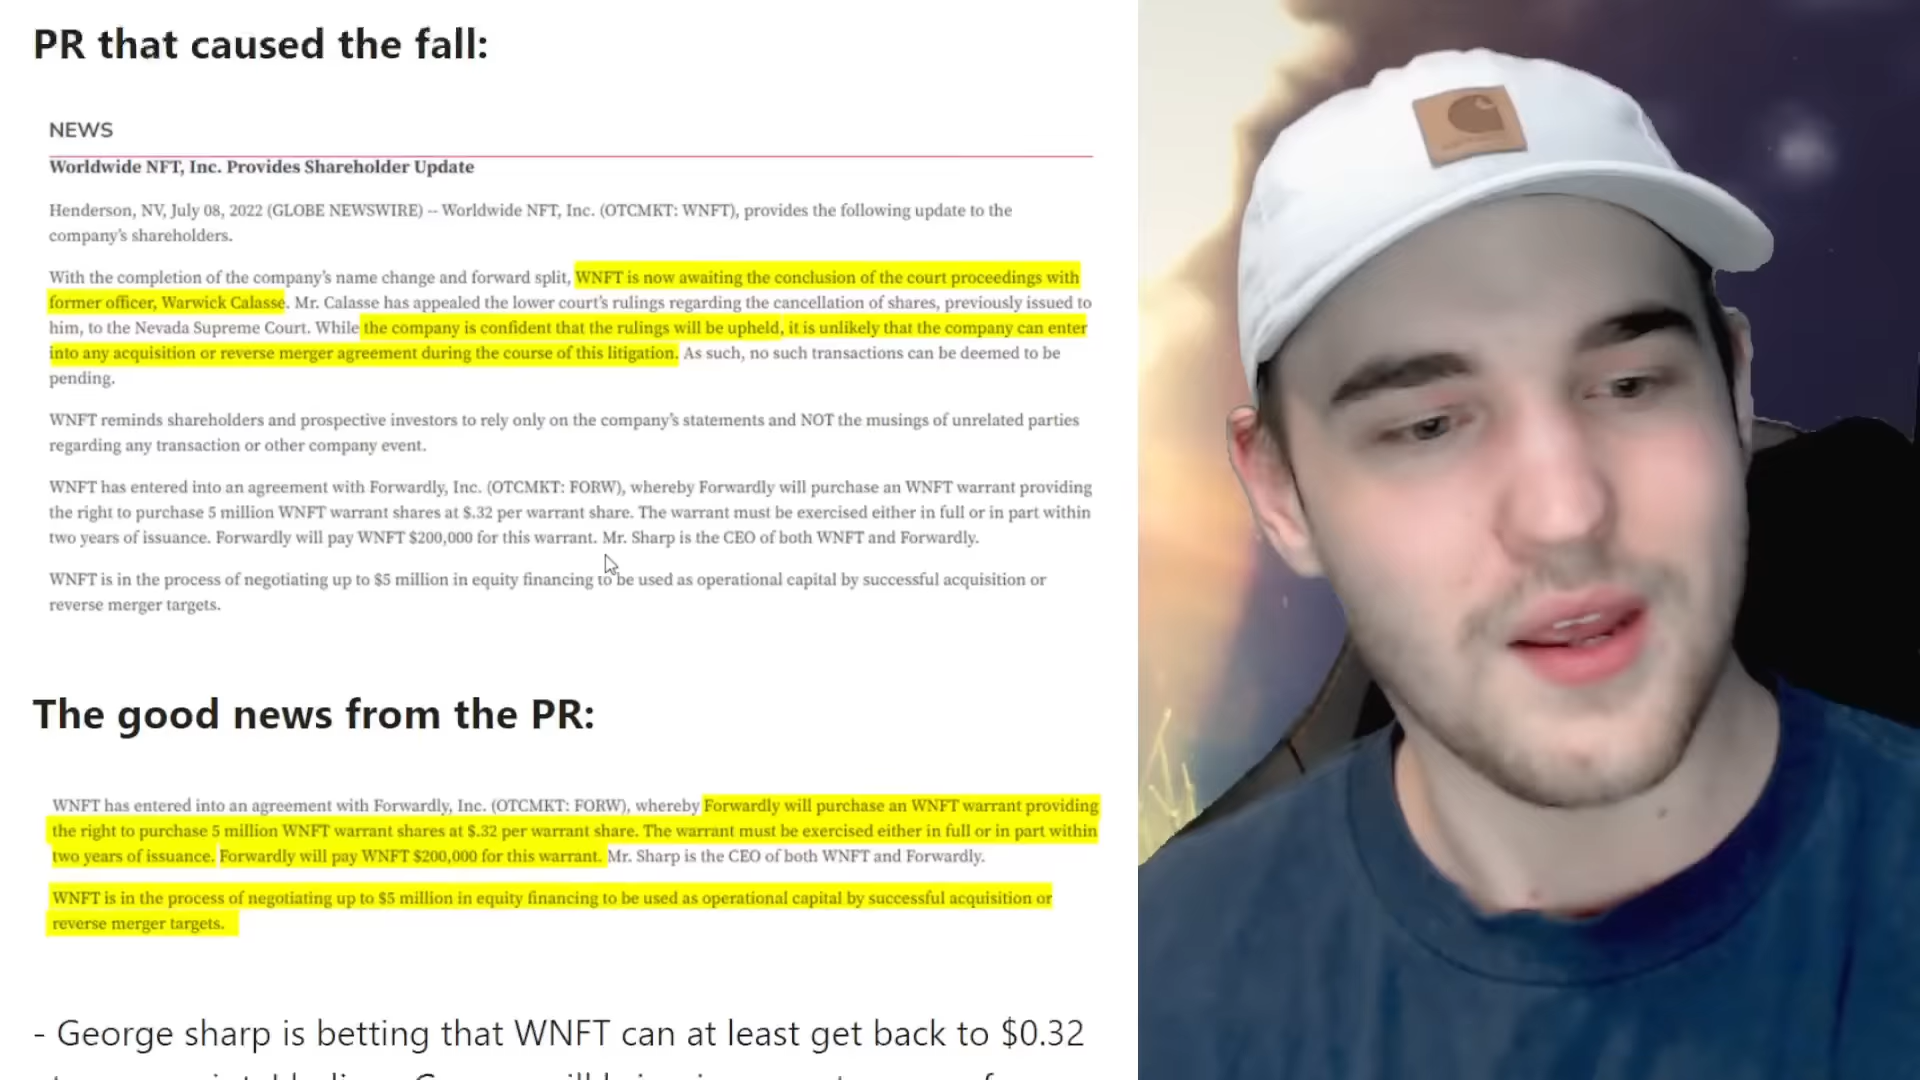 PR that caused the fall:
NEWS
Worldwide NFT, Inc. Provides Shareholder Update
Henderson, NV, July 08, 2022 (GLOBE NEWSWIRE) -- Worldwide NFT, Inc. (OTCMKT: WNFT), provides the following update to the
company's shareholders.
With the completion of the company's name change and forward split, WNFT is now awaiting the conclusion of the court proceedings with
former officer, Warwick Calasse. Mr. Calasse has appealed the lower court's rulings regarding the cancellation of shares, previously issued to
him, to the Nevada Supreme Court. While the company is confident that the rulings will be upheld, it is unlikely that the company can enter
into any acquisition or reverse merger agreement during the course of this litigation. As such, no such transactions can be deemed to be
pending.
WNFT reminds shareholders and prospective investors to rely only on the company's statements and NOT the musings of unrelated parties
regarding any transaction or other company event.
WNFT has entered into an agreement with Forwardly, Inc. (OTCMKT: FORW), whereby Forwardly will purchase an WNFT warrant providing
the right to purchase 5 million WNFT warrant shares at $.32 per warrant share. The warrant must be exercised either in full or in part within
two years of issuance. Forwardly will pay WNFT $200,000 for this warrant. Mr. Sharp is the CEO of both WNFT and Forwardly.
WNFT is in the process of negotiating up to $5 million in equity financing to be used as operational capital by successful acquisition or
reverse merger targets.
The good news from the PR:
WNFT has entered into an agreement with Forwardly, Inc. (OTCMKT: FORW), whereby Forwardly will purchase an WNFT warrant providing
the right to purchase 5 million WNFT warrant shares at $.32 per warrant share. The warrant must be exercised either in full or in part within
two years of issuance. Forwardly will pay WNFT $200,000 for this warrant. Mr. Sharp is the CEO of both WNFT and Forwardly.
WNFT is in the process of negotiating up to $5 million in equity financing to be used as operational capital by successful acquisition or
reverse merger targets.
- George sharp is betting that WNFT can at least get back to $0.32